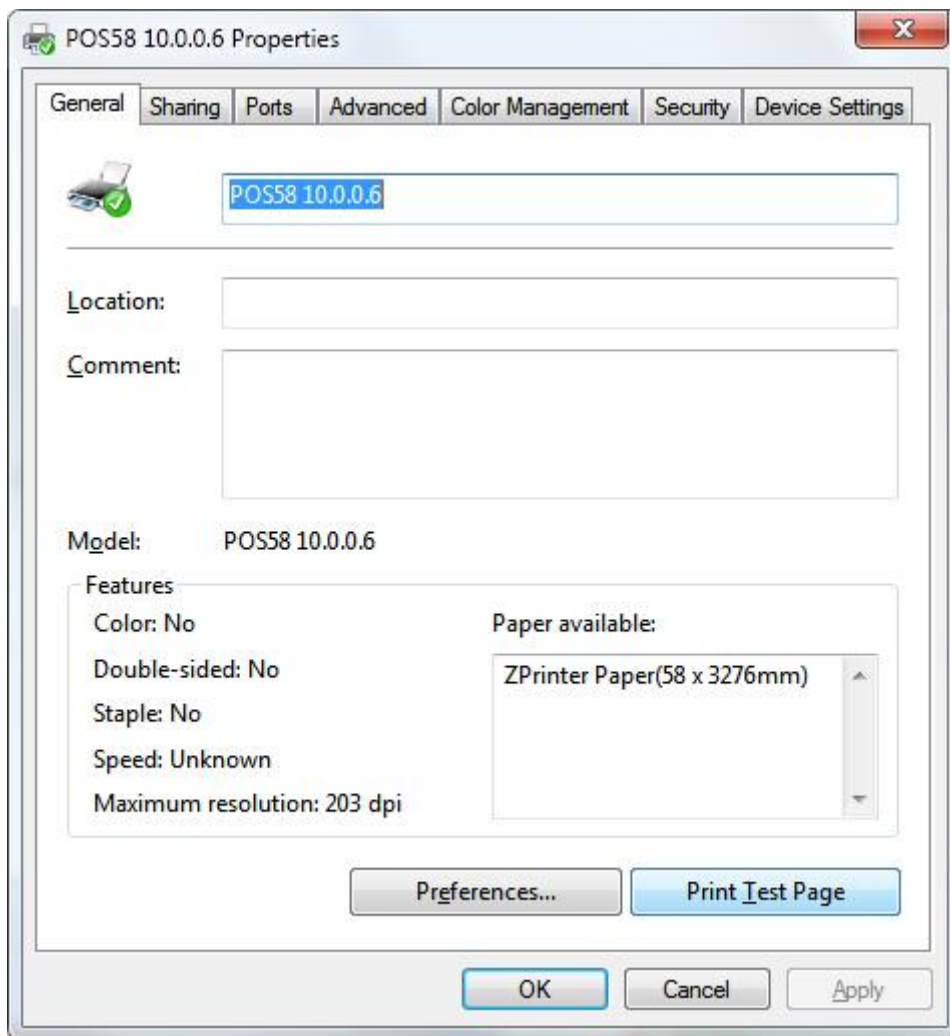 POS58 10.0.0.6 Properties
General Sharing Ports Advanced Color Management Security Device Settings
POS58 10.0.0.6
Location:
Comment:
Model: POS58 10.0.0.6
Features
Color: No
Paper available:
Double-sided: No
ZPrinter Paper(58 x 3276mm)
Staple: No
Speed: Unknown
Maximum resolution: 203 dpi
Preferences... Print Test Page
OK Cancel Apply